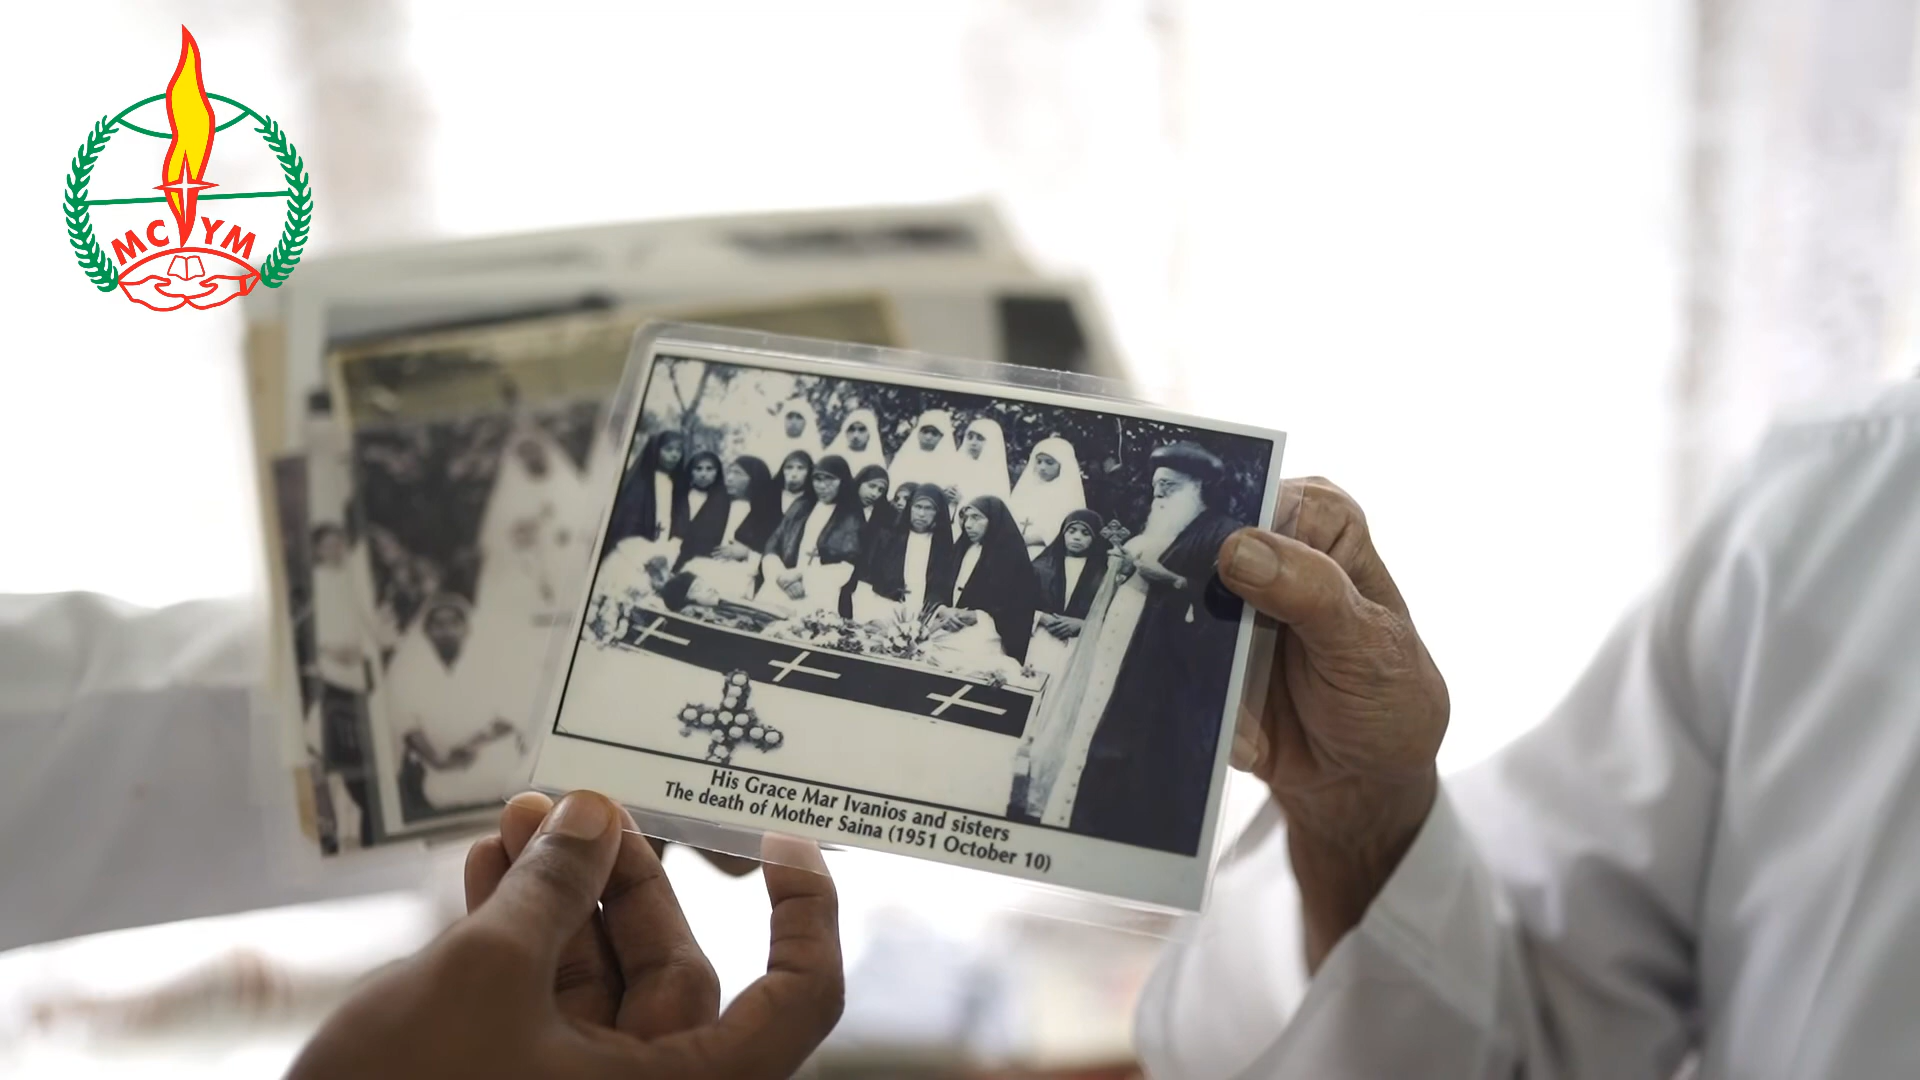 MCYM
His Grace Mar Ivanios and sisters
The death of Mother Saina (1951 October 10)